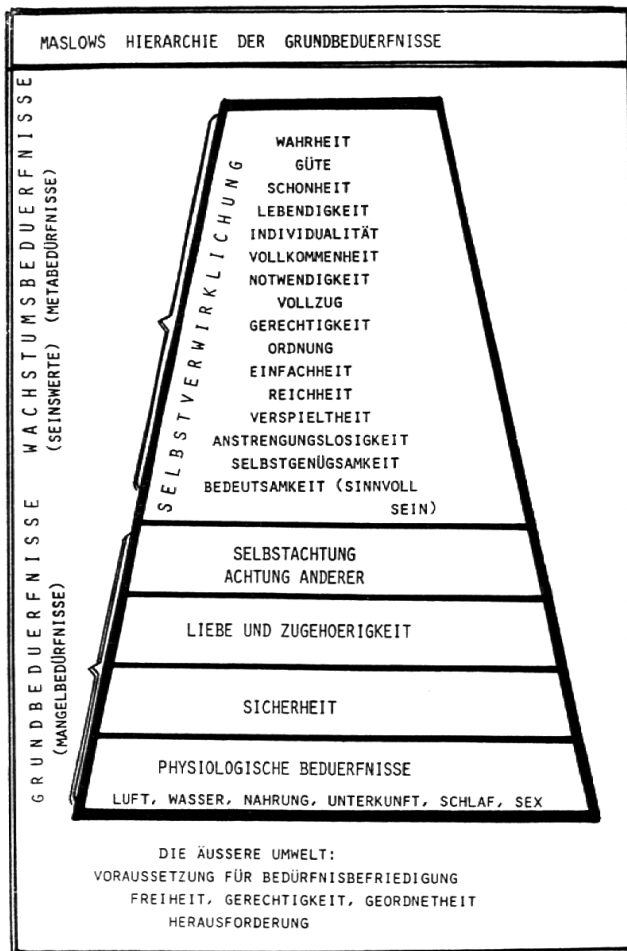 MASLOWS HIERARCHIE DER GRUNDBEDUERFNISSE
WACHSTUMSBEDUERFNISSE
(SEINSWERTE) (METABEDÜRFNISSE)
SELBSTVERWIRKLICHUNG
WAHRHEIT
GÜTE
SCHONHEIT
LEBENDIGKEIT
INDIVIDUALITÄT
VOLLKOMMENHEIT
NOTWENDIGKEIT
VOLLZUG
GERECHTIGKEIT
ORDNUNG
EINFACHHEIT
REICHHEIT
VERSPIELTHEIT
ANSTRENGUNGSLOSIGKEIT
SELBSTGENÜGSAMKEIT
BEDEUTSAMKEIT (SINNVOLL
SEIN)
GRUNDBEDUERFNISSE
(MANGELBEDÜRFNISSE)
SELBSTACHTUNG
ACHTUNG ANDERER
LIEBE UND ZUGEHOERIGKEIT
SICHERHEIT
PHYSIOLOGISCHE BEDUERFNISSE
LUFT, WASSER, NAHRUNG, UNTERKUNFT, SCHLAF, SEX
DIE ÄUSSERE UMWELT:
VORAUSSETZUNG FÜR BEDÜRFNISBEFRIEDIGUNG
FREIHEIT, GERECHTIGKEIT, GEORDNETHEIT
HERAUSFORDERUNG